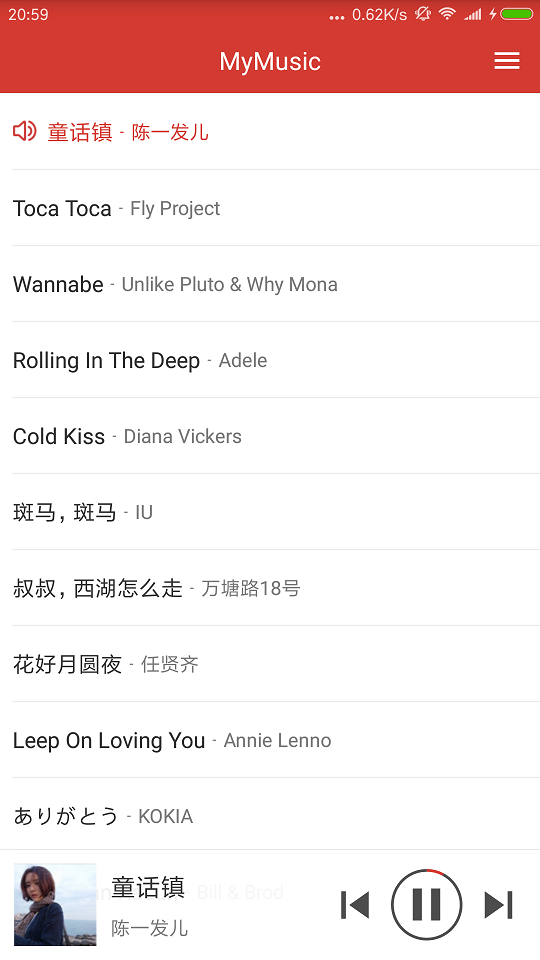 20:59 ... 0.62K/s
MyMusic
童话镇 - 陈一发儿
Toca Toca - Fly Project
Wannabe - Unlike Pluto & Why Mona
Rolling In The Deep - Adele
Cold Kiss - Diana Vickers
斑马, 斑马 - IU
叔叔, 西湖怎么走 - 万塘路18号
花好月圆夜 - 任贤齐
Leep On Loving You - Annie Lenno
ありがとう - KOKIA
童话镇 - Bill & Brod
陈一发儿